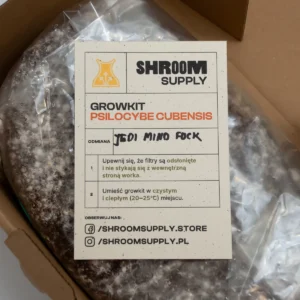 SHROOM
SUPPLY
GROWKIT
PSILOCYBE CUBENSIS
ODMIANA
JEDI MIND FOCK
1 Upewnij się, że filtry są odsłonięte
i nie stykają się z wewnętrzną
stroną worka.
2 Umieść growkit w czystym
i ciepłym (20-25°C) miejscu.
OBSERWUJ NAS:
/SHROOMSUPPLY.STORE
/SHROOMSUPPLY.PL